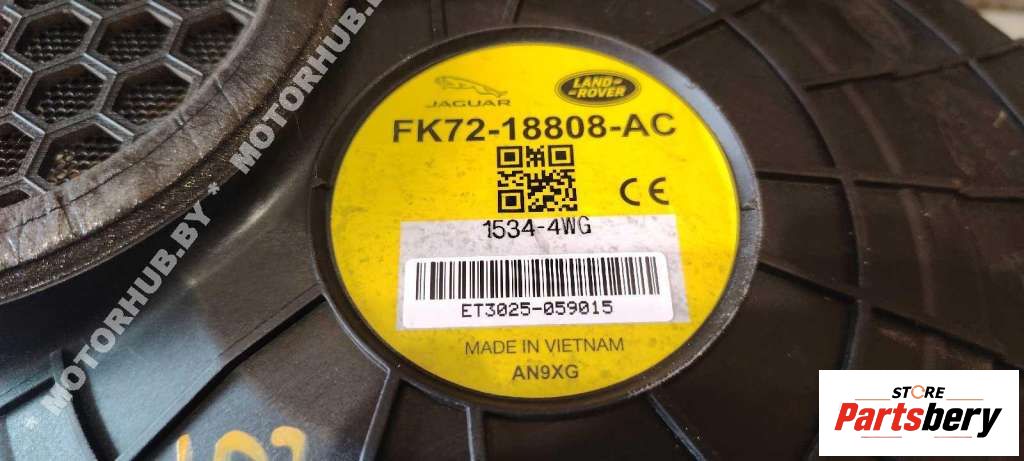 MOTORHUB.BY * MOTORHUB.BY
JAGUAR
LAND-
-ROVER
FK72-18808-AC
CE
1534-4WG
ET3025-059015
MADE IN VIETNAM
AN9XG
STORE
Partsbery